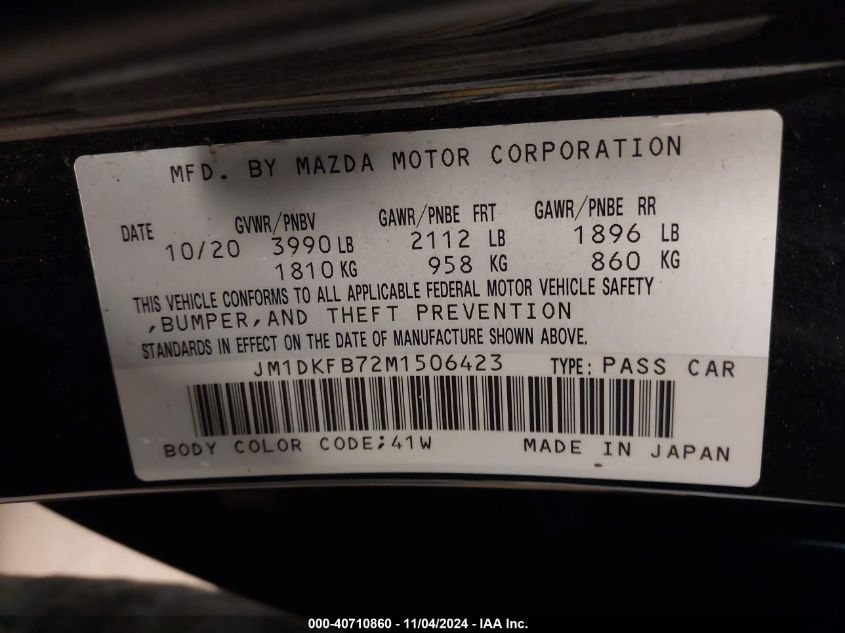 MFD. BY MAZDA MOTOR CORPORATION
DATE GVWR/PNBV GAWR/PNBE FRT GAWR/PNBE RR
10/20 3990 LB 2112 LB 1896 LB
1810 KG 958 KG 860 KG
THIS VEHICLE CONFORMS TO ALL APPLICABLE FEDERAL MOTOR VEHICLE SAFETY
,BUMPER,AND THEFT PREVENTION
STANDARDS IN EFFECT ON THE DATE OF MANUFACTURE SHOWN ABOVE.
JM1DKFB72M1506423 TYPE: PASS CAR
BODY COLOR CODE;41W MADE IN JAPAN
000-40710860 - 11/04/2024 - IAA Inc.